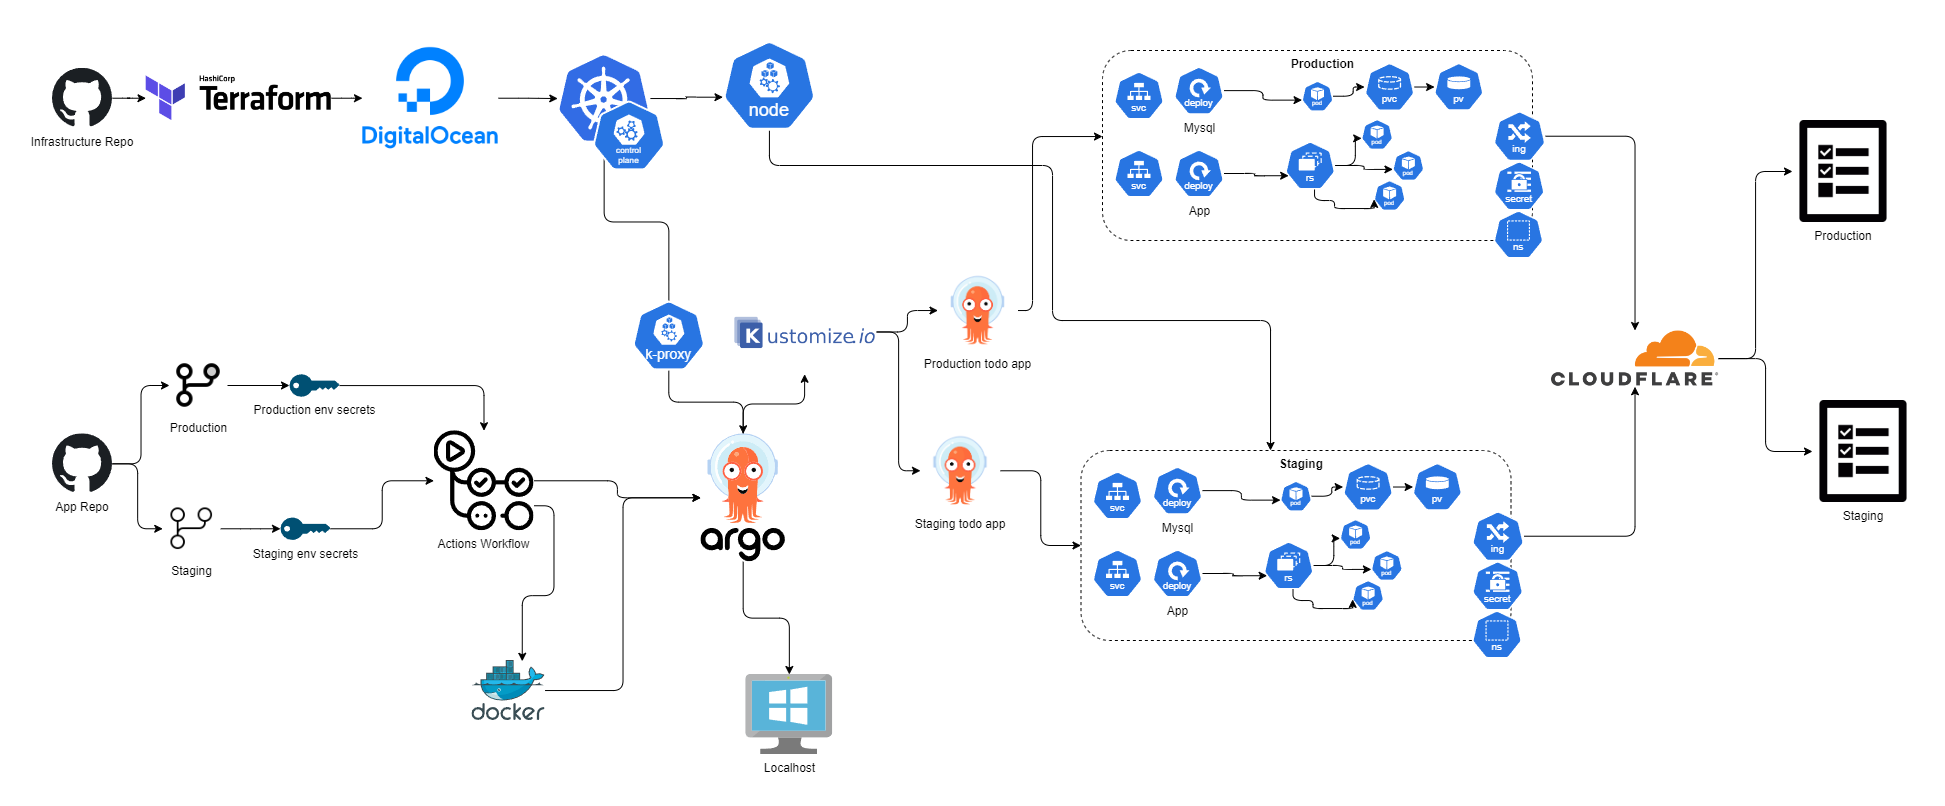 Infrastructure Repo
HashiCorp
Terraform
DigitalOcean
control
plane
node
Production
svc
deploy
Mysql
pod
pvc
pv
svc
deploy
App
rs
pod
pod
pod
ing
secret
ns
Production
k-proxy
Kustomize.io
Production todo app
CLOUDFLARE
App Repo
Production
Production env secrets
Staging
Staging env secrets
Actions Workflow
docker
argo
Localhost
Staging todo app
Staging
svc
deploy
Mysql
pod
pvc
pv
svc
deploy
App
rs
pod
pod
pod
ing
secret
ns
Staging